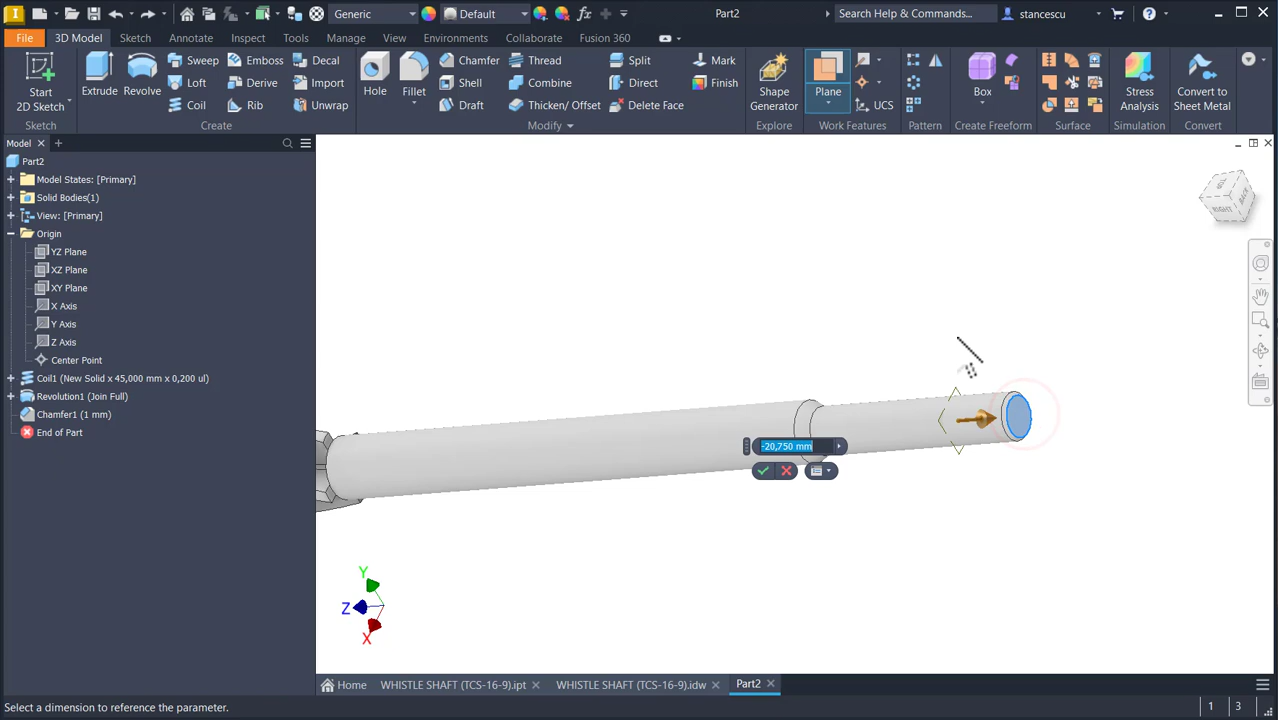 Generic
Default
Part2
Search Help & Commands...
stancescu
File
3D Model
Sketch
Annotate
Inspect
Tools
Manage
View
Environments
Collaborate
Fusion 360
Start
2D Sketch
Extrude
Revolve
Sweep
Loft
Coil
Emboss
Derive
Rib
Decal
Import
Unwrap
Hole
Fillet
Chamfer
Shell
Draft
Thread
Combine
Thicken/ Offset
Split
Direct
Delete Face
Mark
Finish
Shape
Generator
Plane
UCS
Box
Stress
Analysis
Convert to
Sheet Metal
Sketch
Create
Modify
Explore
Work Features
Pattern
Create Freeform
Surface
Simulation
Convert
Model
Part2
Model States: [Primary]
Solid Bodies(1)
View: [Primary]
Origin
YZ Plane
XZ Plane
XY Plane
X Axis
Y Axis
Z Axis
Center Point
Coil1 (New Solid x 45,000 mm x 0,200 ul)
Revolution1 (Join Full)
Chamfer1 (1 mm)
End of Part
RIGHT
BACK
-20,750 mm
Y
Z
X
Home
WHISTLE SHAFT (TCS-16-9).ipt
WHISTLE SHAFT (TCS-16-9).idw
Part2
Select a dimension to reference the parameter.
1
3